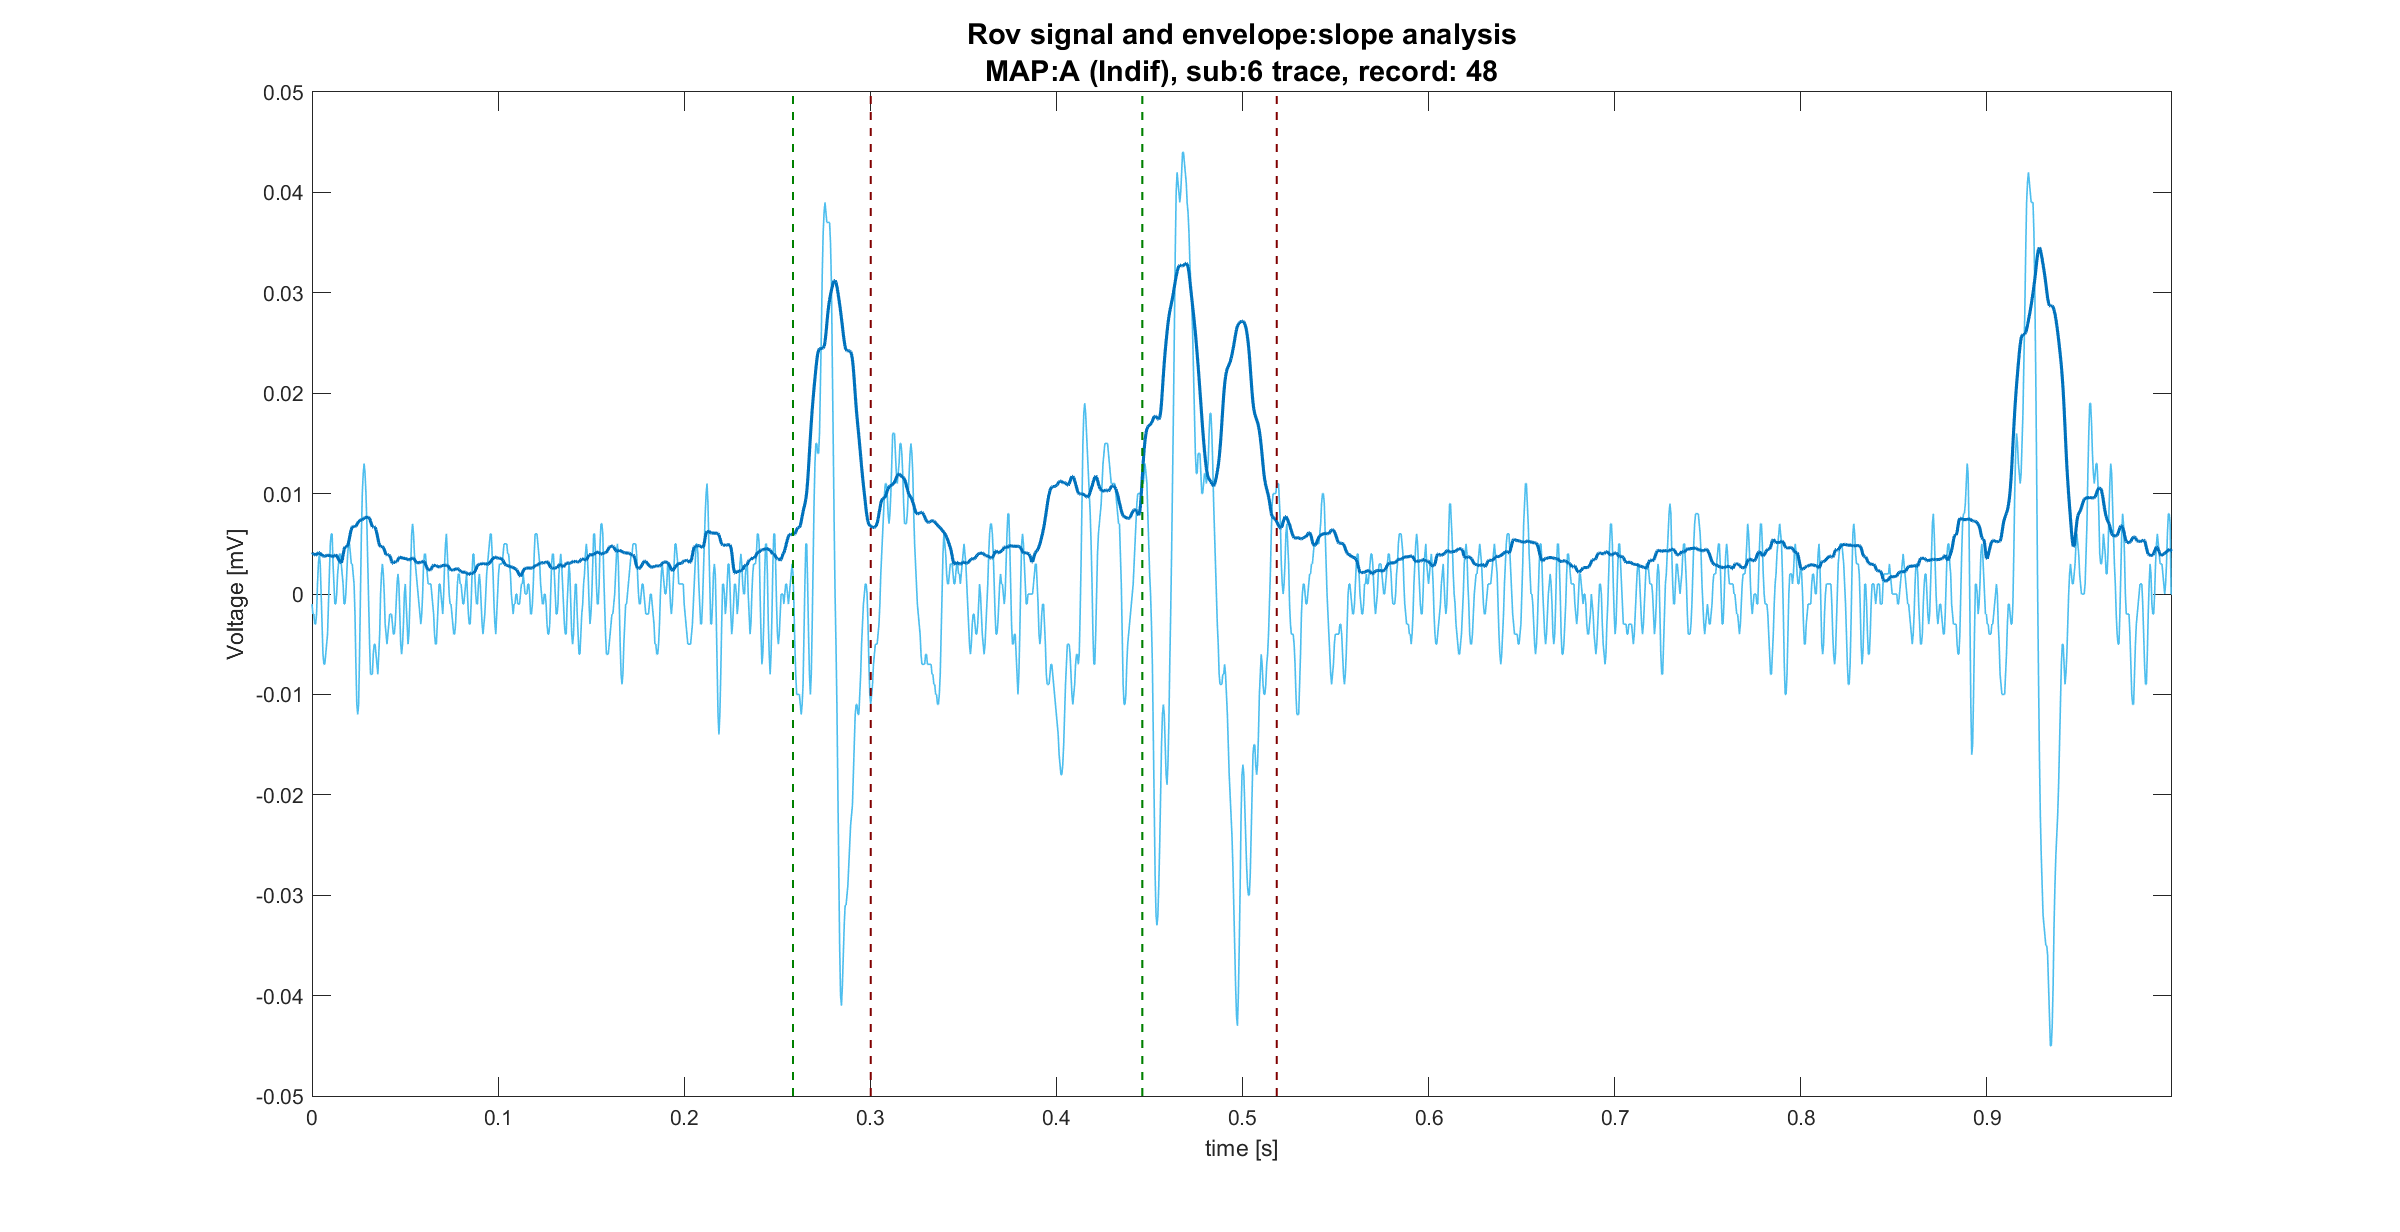 Rov signal and envelope:slope analysis
MAP:A (Indif), sub:6 trace, record: 48
0.05
0.04
0.03
0.02
0.01
0
-0.01
-0.02
-0.03
-0.04
-0.05
Voltage [mV]
0 0.1 0.2 0.3 0.4 0.5 0.6 0.7 0.8 0.9
time [s]